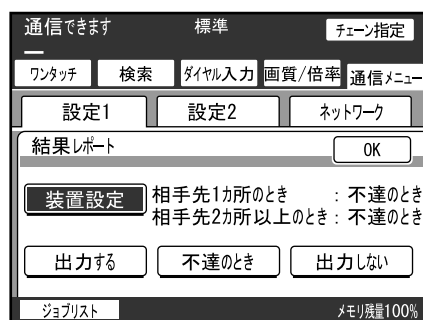 通信できます 標準 チェーン指定
ワンタッチ 検索 ダイヤル入力 画質/倍率 通信メニュー
設定1 設定2 ネットワーク
結果レポート OK
装置設定 相手先1カ所のとき : 不達のとき
相手先2カ所以上のとき : 不達のとき
出力する 不達のとき 出力しない
ジョブリスト メモリ残量100%